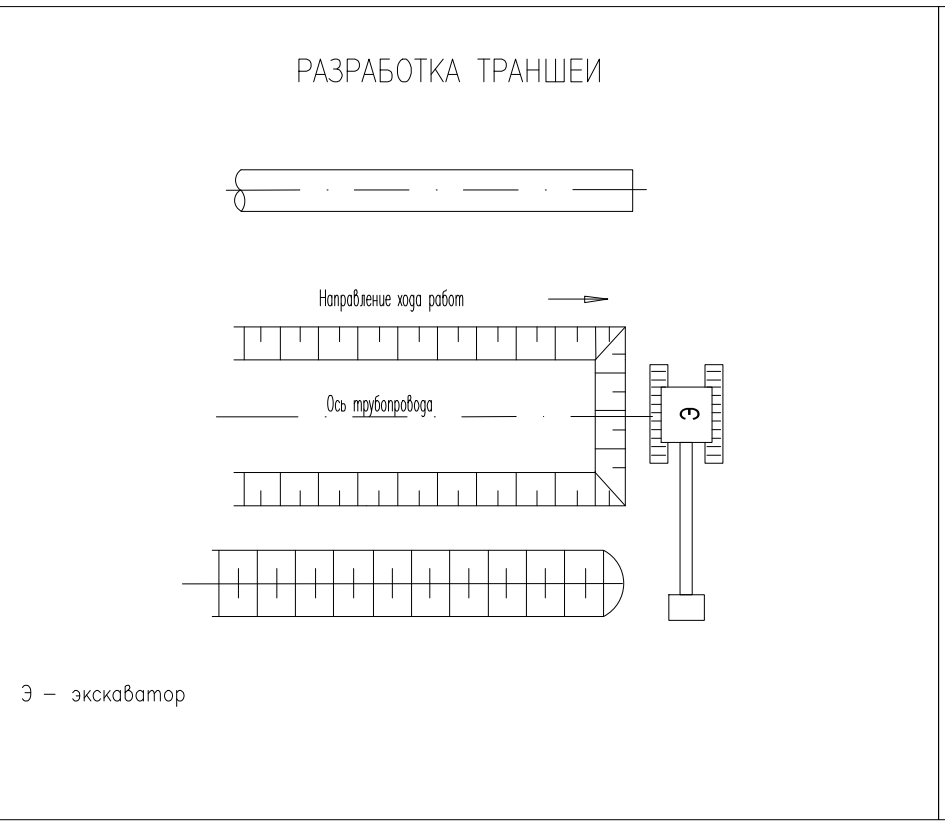 РАЗРАБОТКА ТРАНШЕИ
Направление хода работ
Ось трубопровода
Э
Э – экскаватор